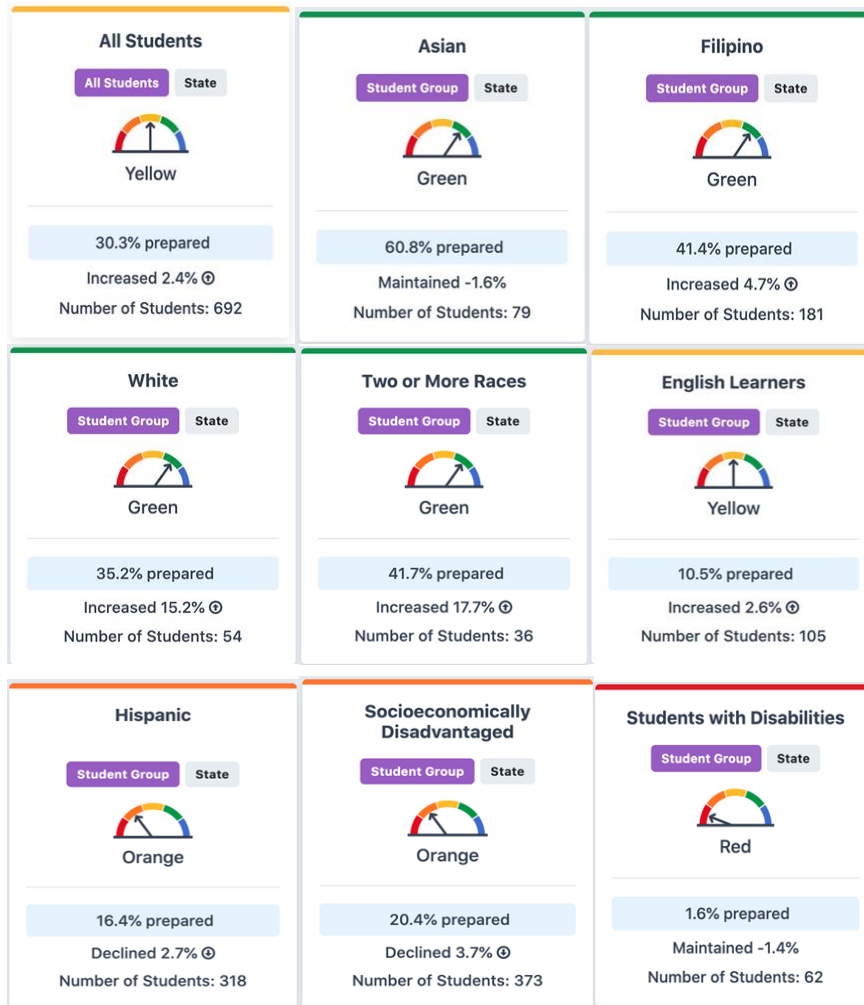 All Students
All Students State
Yellow
30.3% prepared
Increased 2.4%
Number of Students: 692
Asian
Student Group State
Green
60.8% prepared
Maintained -1.6%
Number of Students: 79
Filipino
Student Group State
Green
41.4% prepared
Increased 4.7%
Number of Students: 181
White
Student Group State
Green
35.2% prepared
Increased 15.2%
Number of Students: 54
Two or More Races
Student Group State
Green
41.7% prepared
Increased 17.7%
Number of Students: 36
English Learners
Student Group State
Yellow
10.5% prepared
Increased 2.6%
Number of Students: 105
Hispanic
Student Group State
Orange
16.4% prepared
Declined 2.7%
Number of Students: 318
Socioeconomically
Disadvantaged
Student Group State
Orange
20.4% prepared
Declined 3.7%
Number of Students: 373
Students with Disabilities
Student Group State
Red
1.6% prepared
Maintained -1.4%
Number of Students: 62